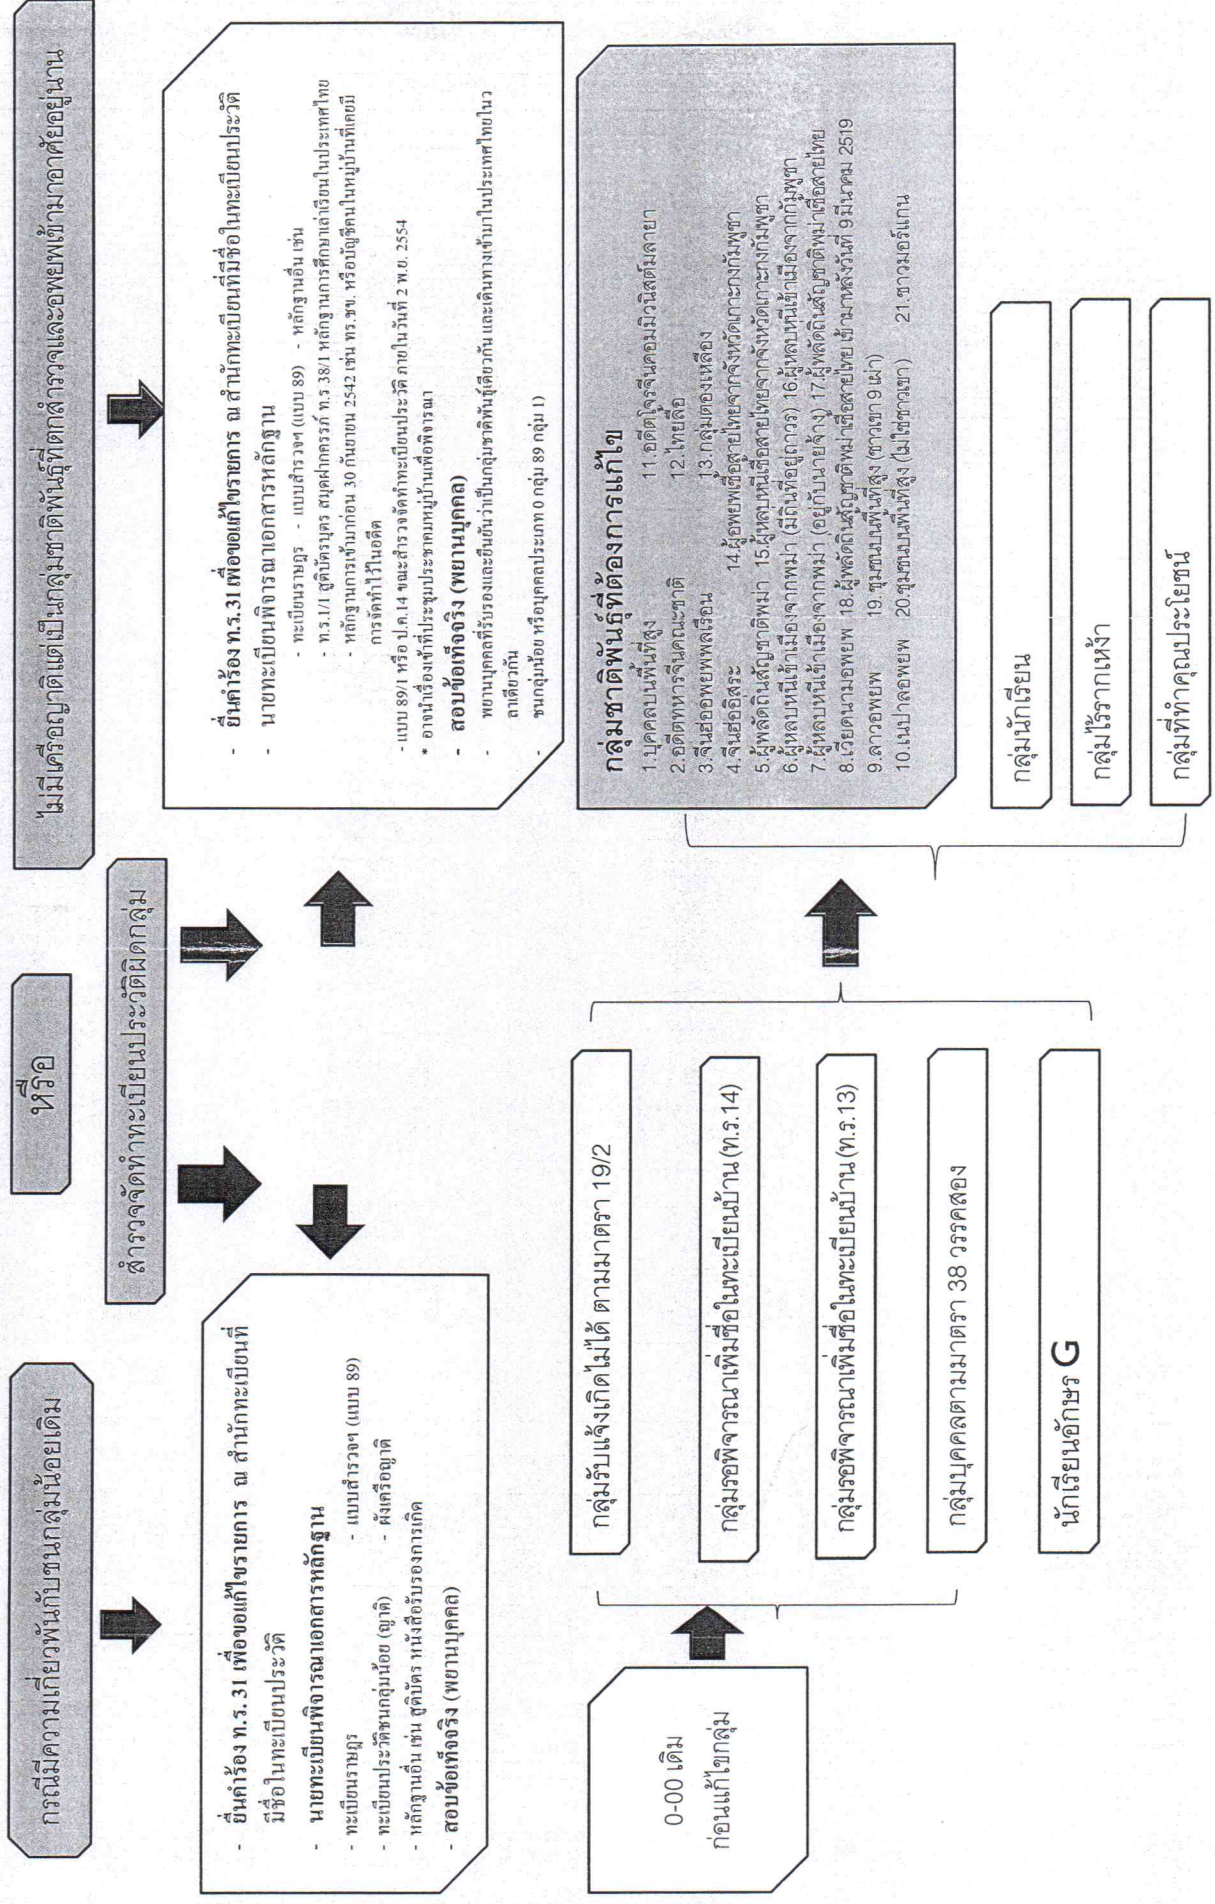 กรณีมีความเกี่ยวพันกับชนกลุ่มน้อยเดิม
หรือ
ไม่มีเครือญาติแต่เป็นกลุ่มชาติพันธุ์ที่ตกสำรวจและอพยพเข้ามาอาศัยอยู่นาน
สำรวจจัดทำทะเบียนประวัติผิดกลุ่ม
- ยื่นคำร้อง ท.ร. 31 เพื่อขอแก้ไขรายการ ณ สำนักทะเบียนที่
มีชื่อในทะเบียนประวัติ
- นายทะเบียนพิจารณาเอกสารหลักฐาน
- ทะเบียนราษฎร - แบบสำรวจฯ (แบบ 89)
- ทะเบียนประวัติชนกลุ่มน้อย (ญาติ) - ผังเครือญาติ
- หลักฐานอื่น เช่น สูติบัตร หนังสือรับรองการเกิด
- สอบข้อเท็จจริง (พยานบุคคล)
- ยื่นคำร้อง ท.ร.31 เพื่อขอแก้ไขรายการ ณ สำนักทะเบียนที่มีชื่อในทะเบียนประวัติ
- นายทะเบียนพิจารณาเอกสารหลักฐาน
- ทะเบียนราษฎร - แบบสำรวจฯ (แบบ 89) - หลักฐานอื่น เช่น
- ท.ร.1/1 สูติบัตรบุตร สมุดฝากครรภ์ ท.ร.38/1 หลักฐานการศึกษาเล่าเรียนในประเทศไทย
- หลักฐานการเข้ามาก่อน 30 กันยายน 2542 เช่น ทร.ชข. หรือบัญชีคนในหมู่บ้านที่เคยมี
การจัดทำไว้ในอดีต
- แบบ 89/1 หรือ ป.ค.14 ขณะสำรวจจัดทำทะเบียนประวัติ ภายในวันที่ 2 พ.ย. 2554
* อาจนำเรื่องเข้าที่ประชุมประชาคมหมู่บ้านเพื่อพิจารณา
- สอบข้อเท็จจริง (พยานบุคคล)
- พยานบุคคลที่รับรองและยืนยันว่าเป็นกลุ่มชาติพันธุ์เดียวกัน และเดินทางเข้ามาในประเทศไทยในเว
ลาเดียวกัน
- ชนกลุ่มน้อย หรือบุคคลประเภท 0 กลุ่ม 89 กลุ่ม 1)
0-00 เดิม
ก่อนแก้ไขกลุ่ม
กลุ่มรับแจ้งเกิดไม่ได้ ตามมาตรา 19/2
กลุ่มรอพิจารณาเพิ่มชื่อในทะเบียนบ้าน (ท.ร.14)
กลุ่มรอพิจารณาเพิ่มชื่อในทะเบียนบ้าน (ท.ร.13)
กลุ่มบุคคลตามมาตรา 38 วรรคสอง
นักเรียนอักษร G
กลุ่มชาติพันธุ์ที่ต้องการแก้ไข
1.บุคคลบนพื้นที่สูง 11.อดีตโจรจีนคอมมิวนิสต์มลายา
2.อดีตทหารจีนคณะชาติ 12.ไทยลื้อ
3.จีนฮ่ออพยพพลเรือน 13.กลุ่มตองเหลือง
4.จีนฮ่ออิสระ 14.ผู้อพยพเชื้อสายไทยจากจังหวัดเกาะกงกัมพูชา
5.ผู้พลัดถิ่นสัญชาติพม่า 15.ผู้หลบหนีเชื้อสายไทยจากจังหวัดเกาะกงกัมพูชา
6.ผู้หลบหนีเข้าเมืองจากพม่า (มีถิ่นที่อยู่ถาวร) 16.ผู้หลบหนีเข้าเมืองจากกัมพูชา
7.ผู้หลบหนีเข้าเมืองจากพม่า (อยู่กับนายจ้าง) 17.ผู้พลัดถิ่นสัญชาติพม่าเชื้อสายไทย
8.เวียดนามอพยพ 18.ผู้พลัดถิ่นสัญชาติพม่าเชื้อสายไทย เข้ามาหลังวันที่ 9 มีนาคม 2519
9.ลาวอพยพ 19.ชุมชนบนพื้นที่สูง (ชาวเขา 9 เผ่า)
10.เนปาลอพยพ 20.ชุมชนบนพื้นที่สูง (ไม่ใช่ชาวเขา) 21.ชาวมอร์แกน
กลุ่มนักเรียน
กลุ่มไร้รากเหง้า
กลุ่มที่ทำคุณประโยชน์